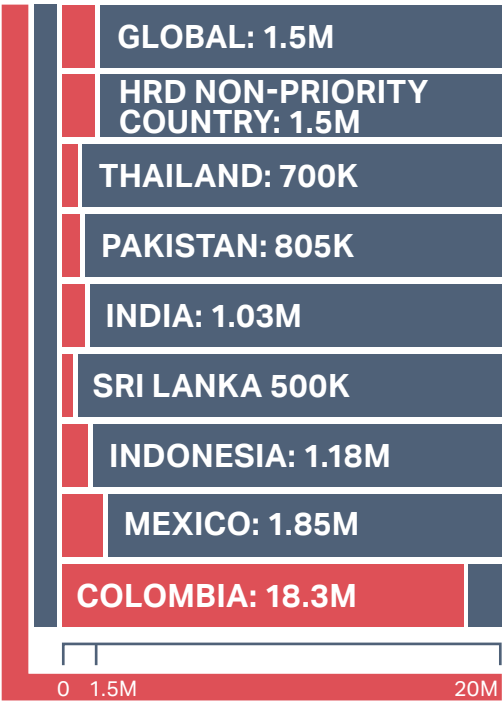 GLOBAL: 1.5M
HRD NON-PRIORITY
COUNTRY: 1.5M
THAILAND: 700K
PAKISTAN: 805K
INDIA: 1.03M
SRI LANKA 500K
INDONESIA: 1.18M
MEXICO: 1.85M
COLOMBIA: 18.3M
0 1.5M 20M